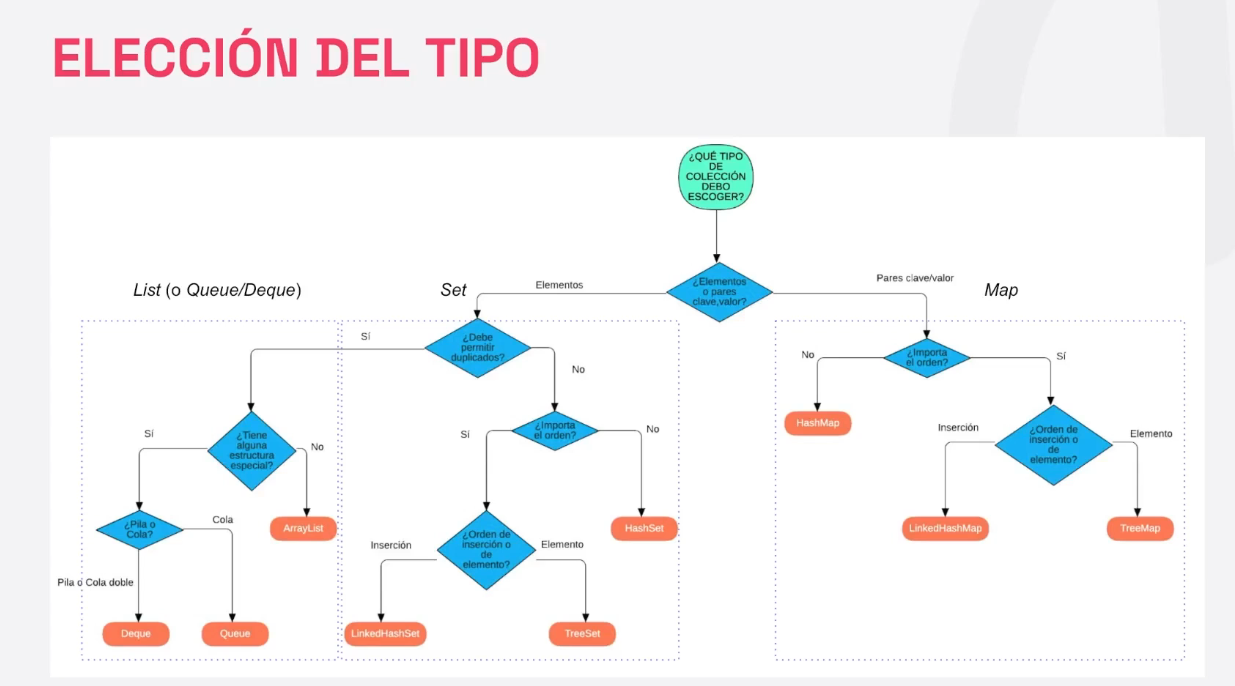 ELECCIÓN DEL TIPO
¿QUÉ TIPO
DE
COLECCIÓN
DEBO
ESCOGER?
¿Elementos
o pares
clave,valor?
Elementos
Pares clave/valor
List (o Queue/Deque)
Set
Map
Sí
¿Debe
permitir
duplicados?
No
¿Tiene
alguna
estructura
especial?
Sí
No
¿Pila o
Cola?
Cola
ArrayList
Pila o Cola doble
Deque
Queue
¿Importa
el orden?
Sí
No
HashSet
¿Orden de
inserción o
de
elemento?
Inserción
Elemento
LinkedHashSet
TreeSet
¿Importa
el orden?
No
Sí
HashMap
¿Orden de
inserción o
de
elemento?
Inserción
Elemento
LinkedHashMap
TreeMap